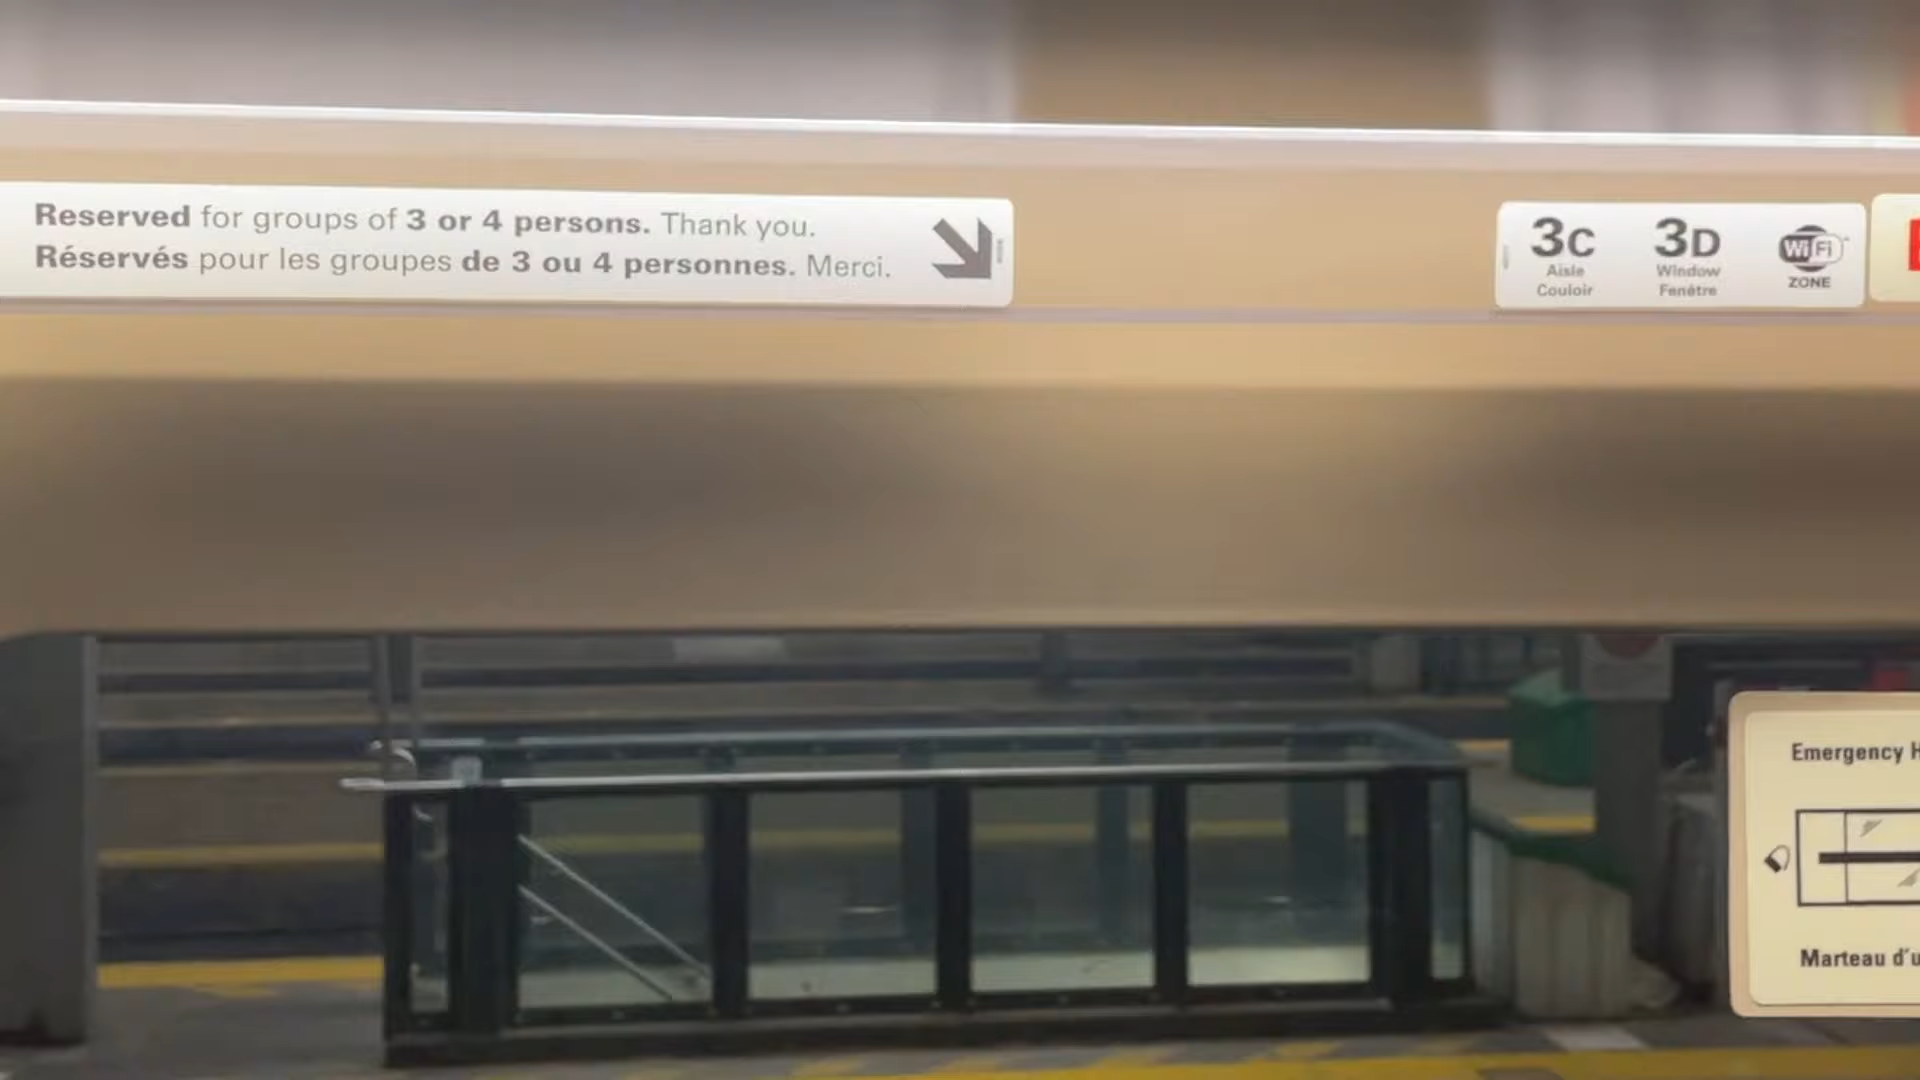 Reserved for groups of 3 or 4 persons. Thank you.
Réservés pour les groupes de 3 ou 4 personnes. Merci.
3C
Aisle
Couloir
3D
Window
Fenêtre
WiFi
ZONE
Emergency
Marteau